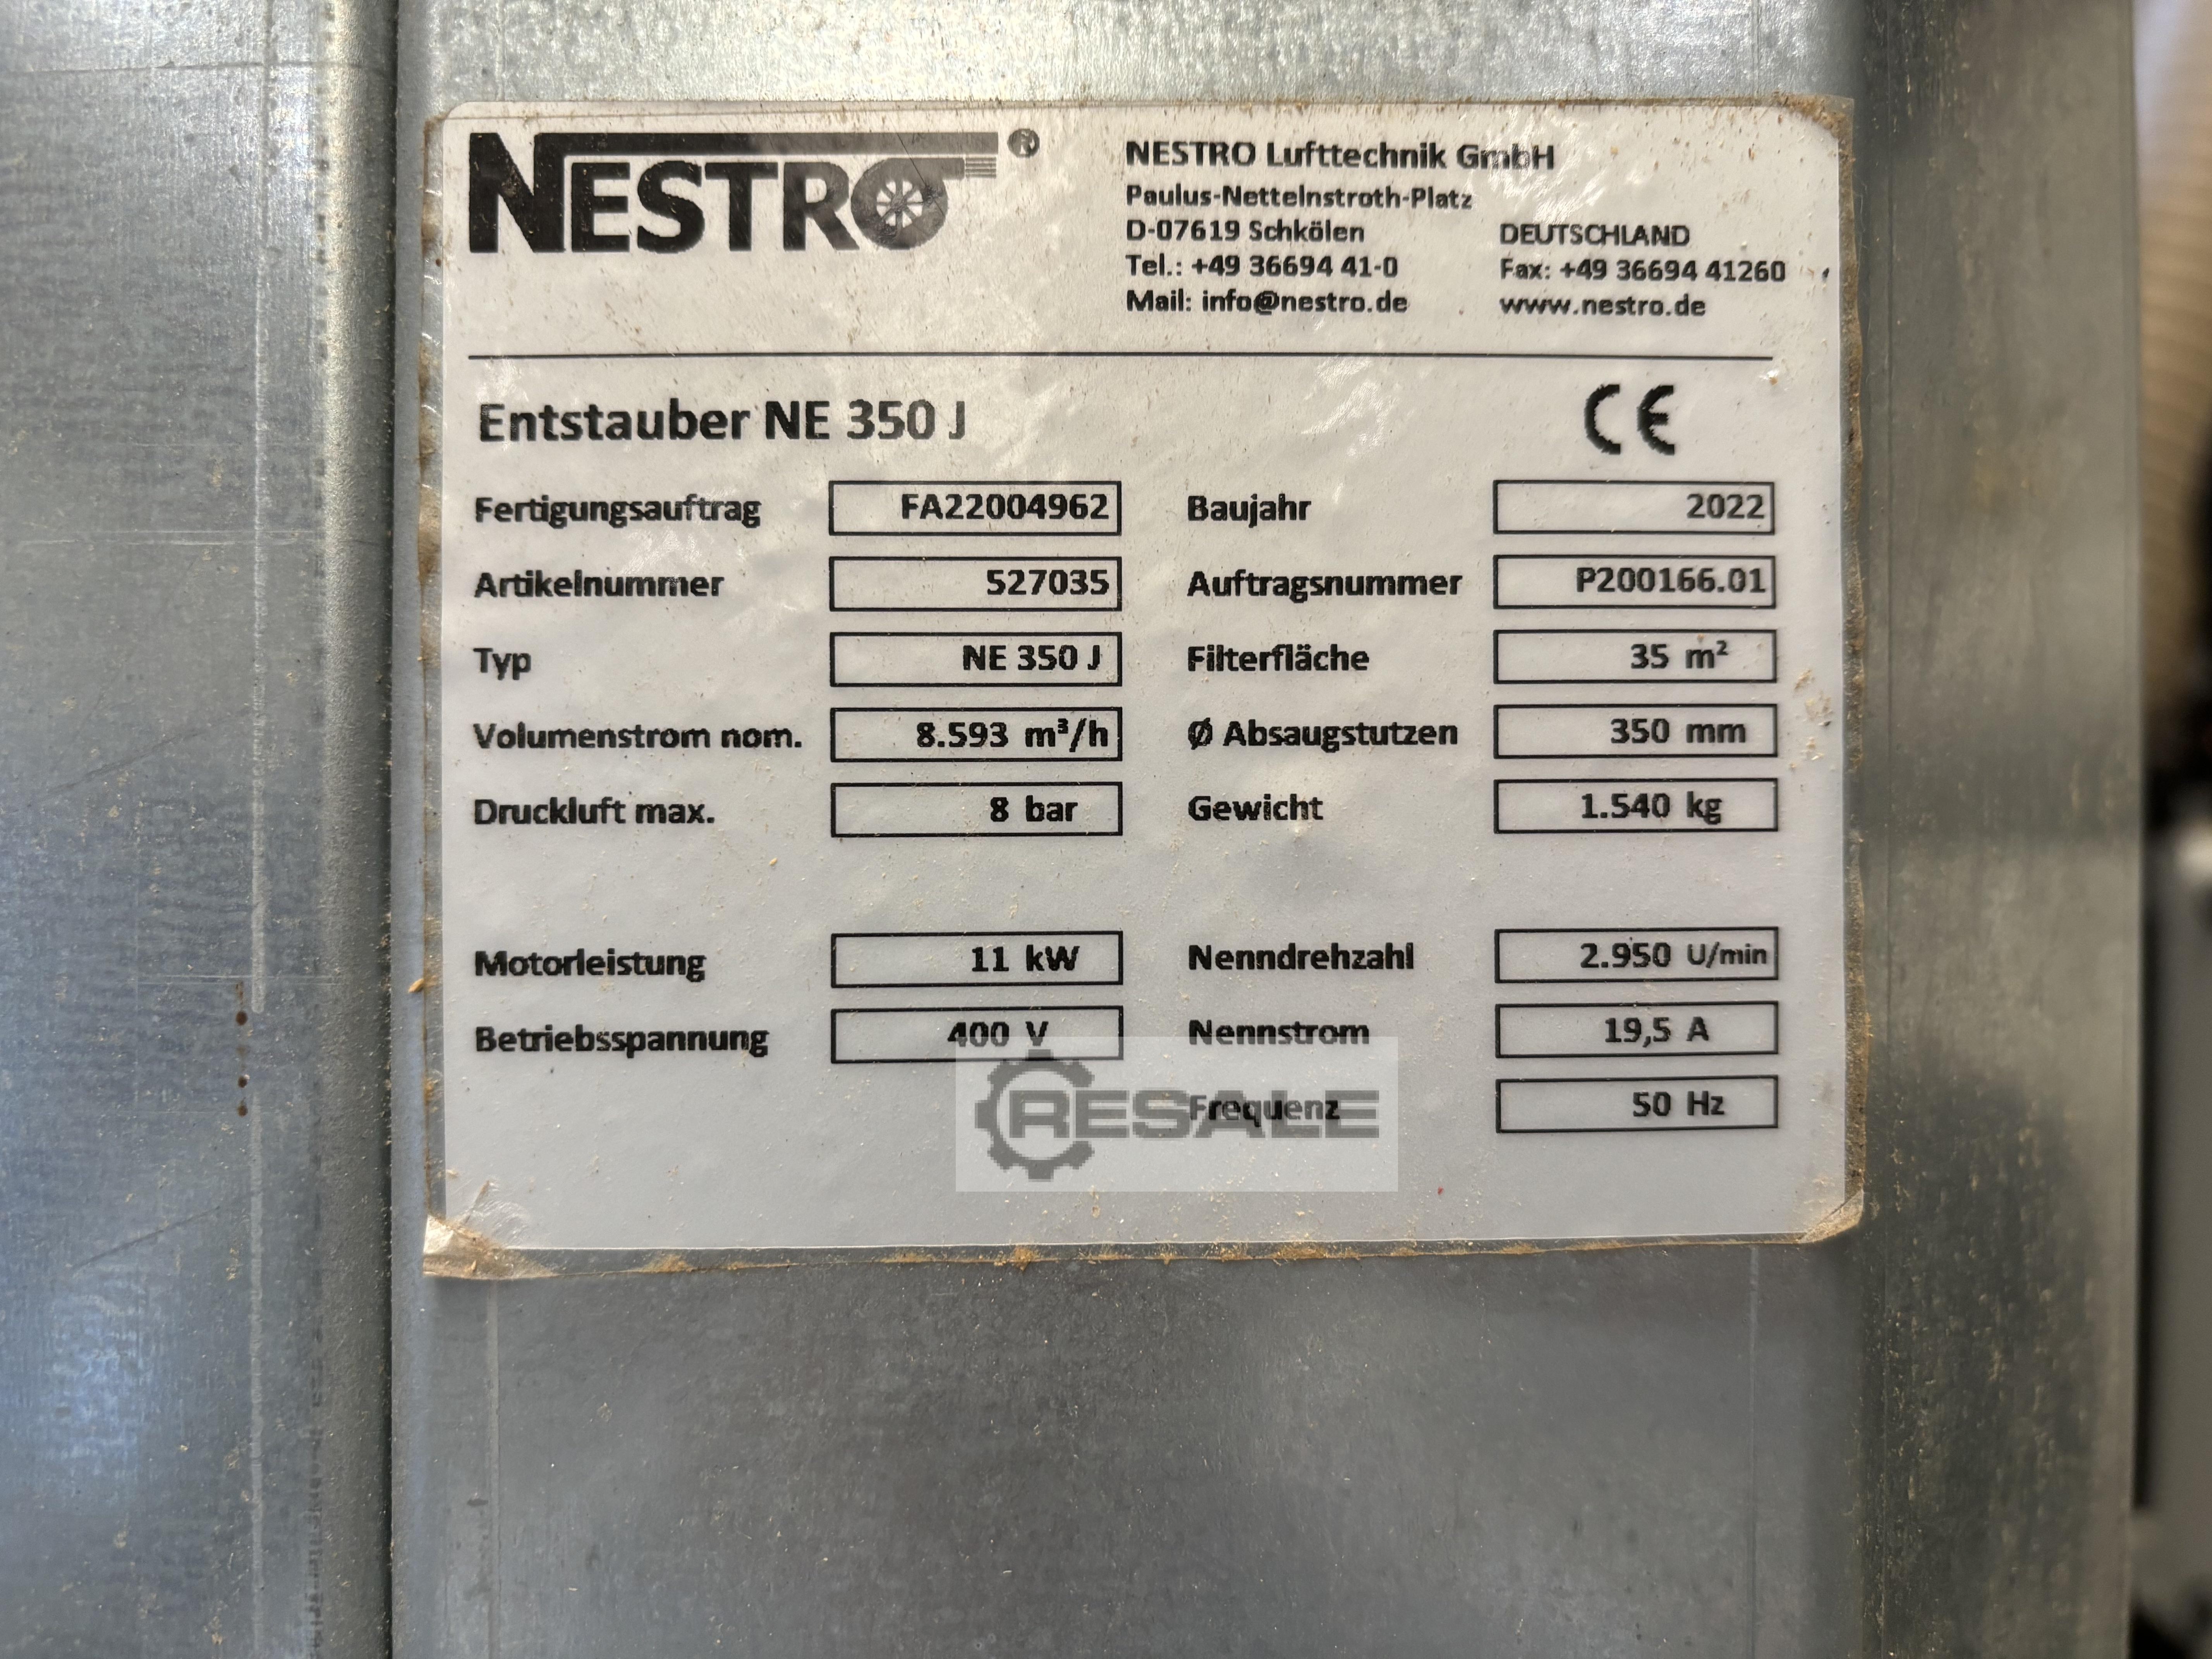 NESTRO®
NESTRO Lufttechnik GmbH
Paulus-Nettelnstroth-Platz
D-07619 Schkölen DEUTSCHLAND
Tel.: +49 36694 41-0 Fax: +49 36694 41260
Mail: info@nestro.de www.nestro.de
Entstauber NE 350 J CE
Fertigungsauftrag FA22004962 Baujahr 2022
Artikelnummer 527035 Auftragsnummer P200166.01
Typ NE 350 J Filterfläche 35 m²
Volumenstrom nom. 8.593 m³/h Ø Absaugstutzen 350 mm
Druckluft max. 8 bar Gewicht 1.540 kg
Motorleistung 11 kW Nenndrehzahl 2.950 U/min
Betriebsspannung 400 V Nennstrom 19,5 A
Frequenz 50 Hz
RESALE